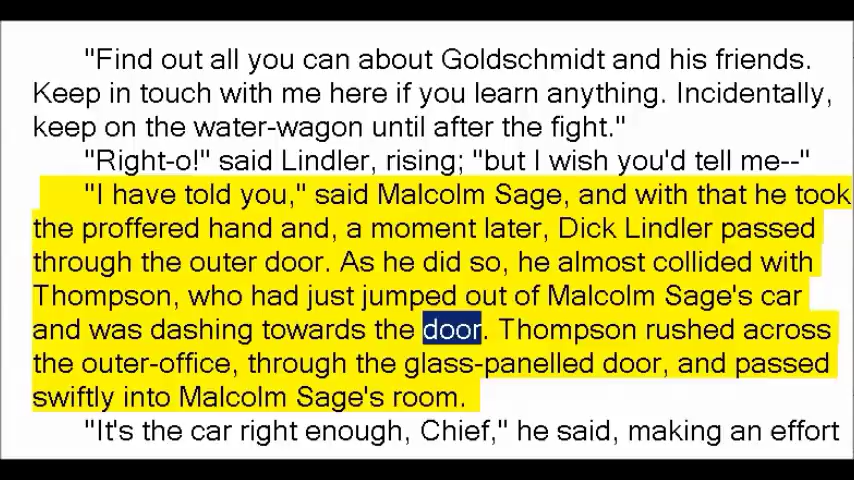 "Find out all you can about Goldschmidt and his friends.
Keep in touch with me here if you learn anything. Incidentally,
keep on the water-wagon until after the fight."
"Right-o!" said Lindler, rising; "but I wish you'd tell me--"
"I have told you," said Malcolm Sage, and with that he took
the proffered hand and, a moment later, Dick Lindler passed
through the outer door. As he did so, he almost collided with
Thompson, who had just jumped out of Malcolm Sage's car
and was dashing towards the door. Thompson rushed across
the outer-office, through the glass-panelled door, and passed
swiftly into Malcolm Sage's room.
"It's the car right enough, Chief," he said, making an effort